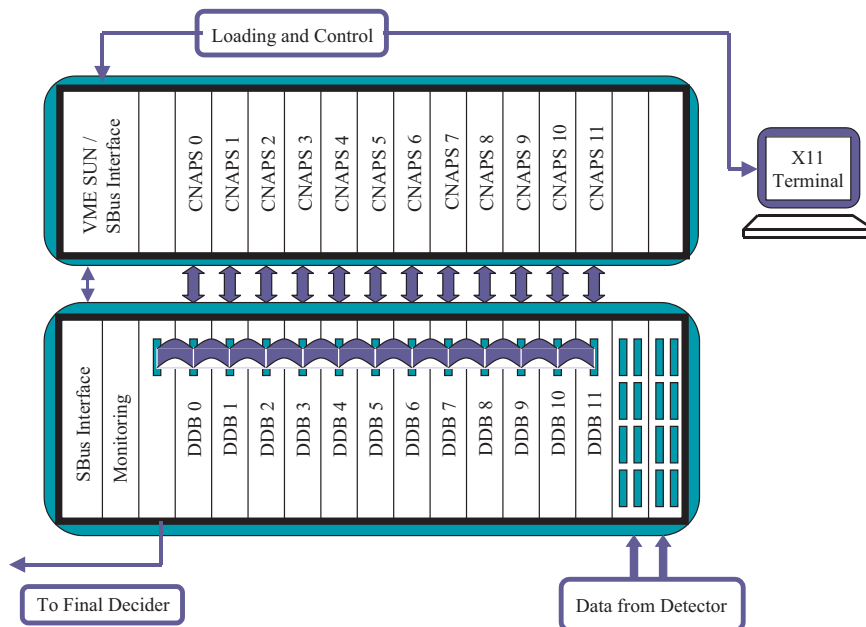 Loading and Control
VME SUN /
SBus Interface
CNAPS 0
CNAPS 1
CNAPS 2
CNAPS 3
CNAPS 4
CNAPS 5
CNAPS 6
CNAPS 7
CNAPS 8
CNAPS 9
CNAPS 10
CNAPS 11
X11
Terminal
SBus Interface
Monitoring
DDB 0
DDB 1
DDB 2
DDB 3
DDB 4
DDB 5
DDB 6
DDB 7
DDB 8
DDB 9
DDB 10
DDB 11
To Final Decider
Data from Detector